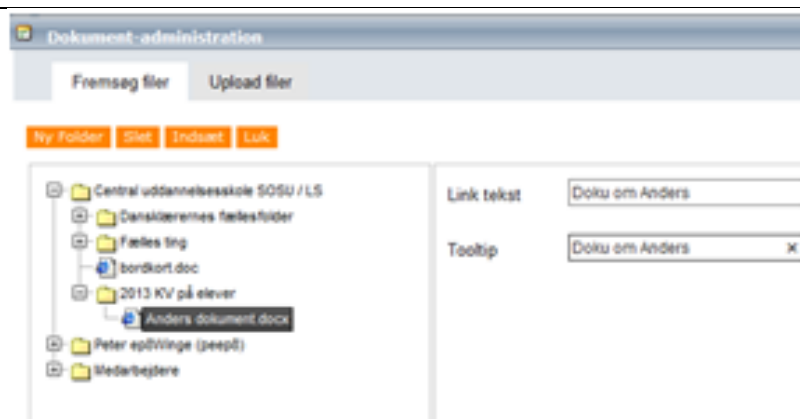 Dokument-administration
Fremsøg filer Upload filer
Ny Folder Slet Indsæt Luk
Central uddannelsesskole SOSU / LS
Dansklærernes fællesfolder
Fælles ting
bordkort.doc
2013 KV på elever
Anders dokument.docx
Peter (peep8)
Medarbejdere
Link tekst Doku om Anders
Tooltip Doku om Anders